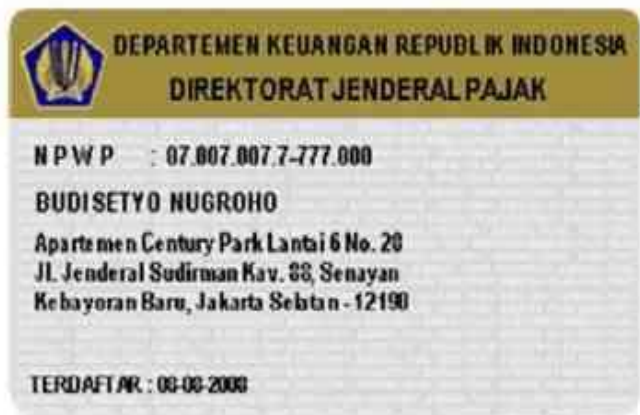 DEPARTEMEN KEUANGAN REPUBLIK INDONESIA
DIREKTORAT JENDERAL PAJAK
NPWP : 07.007.007.7-777.000
BUDI SETYO NUGROHO
Apartemen Century Park Lantai 6 No. 20
Jl. Jenderal Sudirman Kav. 88, Senayan
Kebayoran Baru, Jakarta Selatan - 12190
TERDAFTAR : 08-08-2008